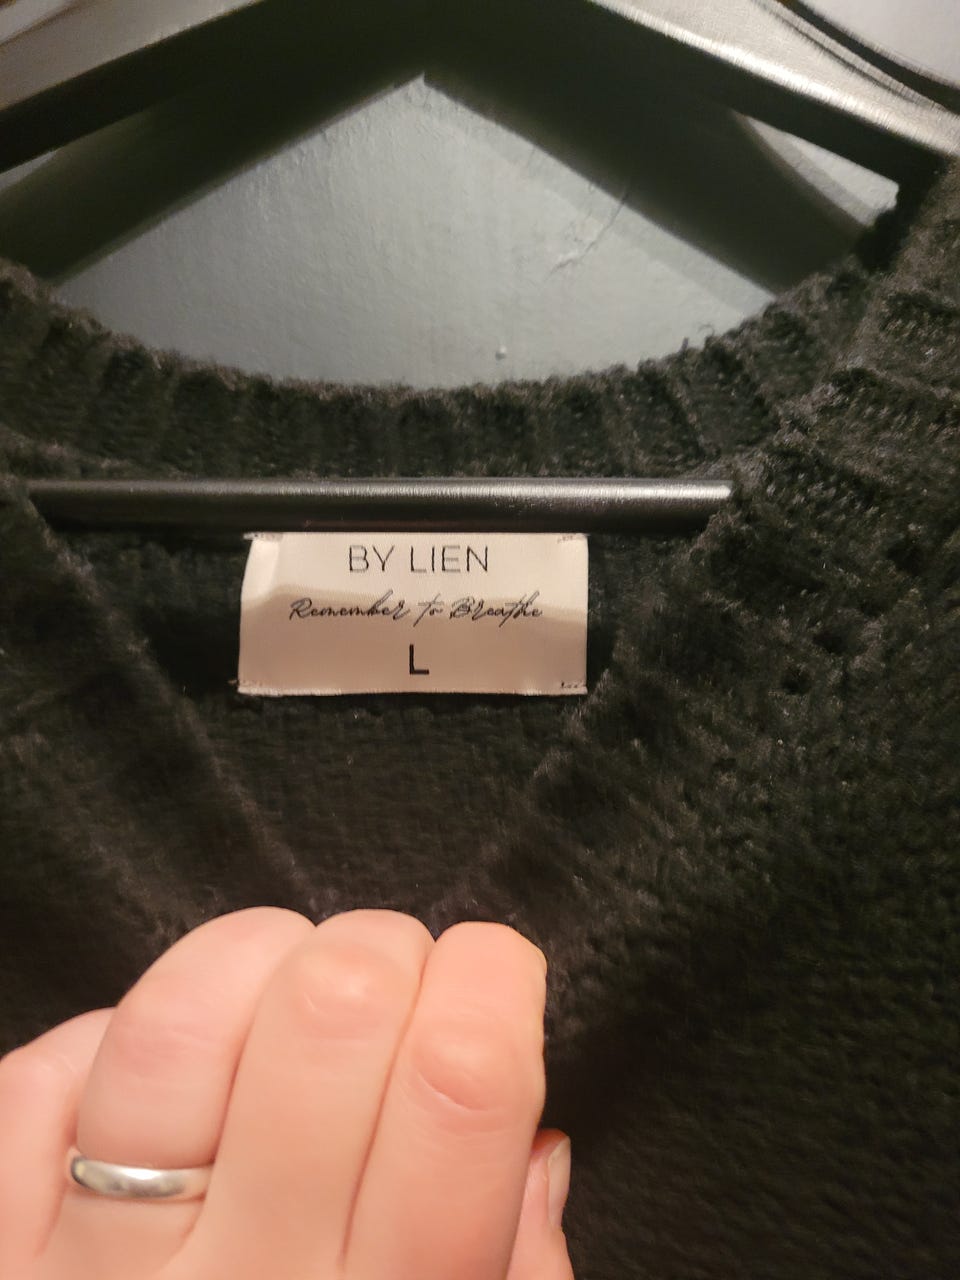 BY LIEN
Remember to Breathe
L